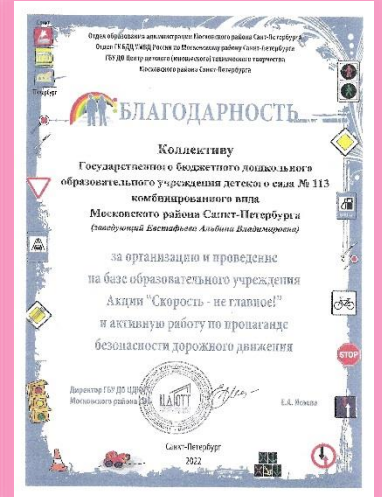 Отдел образования администрации Московского района Санкт-Петербурга
Отдел ГИБДД УМВД России по Московскому району Санкт-Петербурга
ГБУ ДО Центр детского (юношеского) технического творчества
Московского района Санкт-Петербурга
БЛАГОДАРНОСТЬ
Коллективу
Государственного бюджетного дошкольного
образовательного учреждения детского сада № 113
комбинированного вида
Московского района Санкт-Петербурга
(заведующий Евстафьева Альбина Владимировна)
за организацию и проведение
на базе образовательного учреждения
Акции "Скорость - не главное!"
и активную работу по пропаганде
безопасности дорожного движения
STOP
Директор ГБУ ДО ЦДЮТТ
Московского района
ЦДЮТТ
Е.А.
Санкт-Петербург
2022